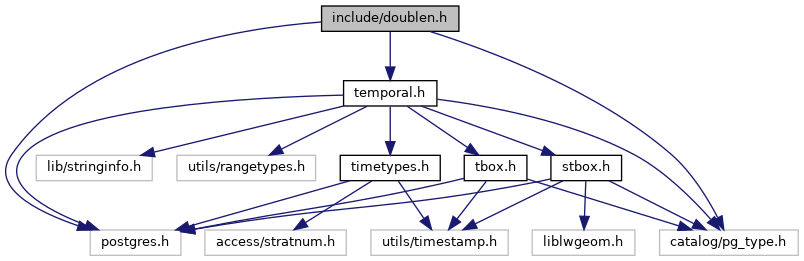 include/doublen.h
temporal.h
lib/stringinfo.h
utils/rangetypes.h
timetypes.h
tbox.h
stbox.h
postgres.h
access/stratnum.h
utils/timestamp.h
liblwgeom.h
catalog/pg_type.h